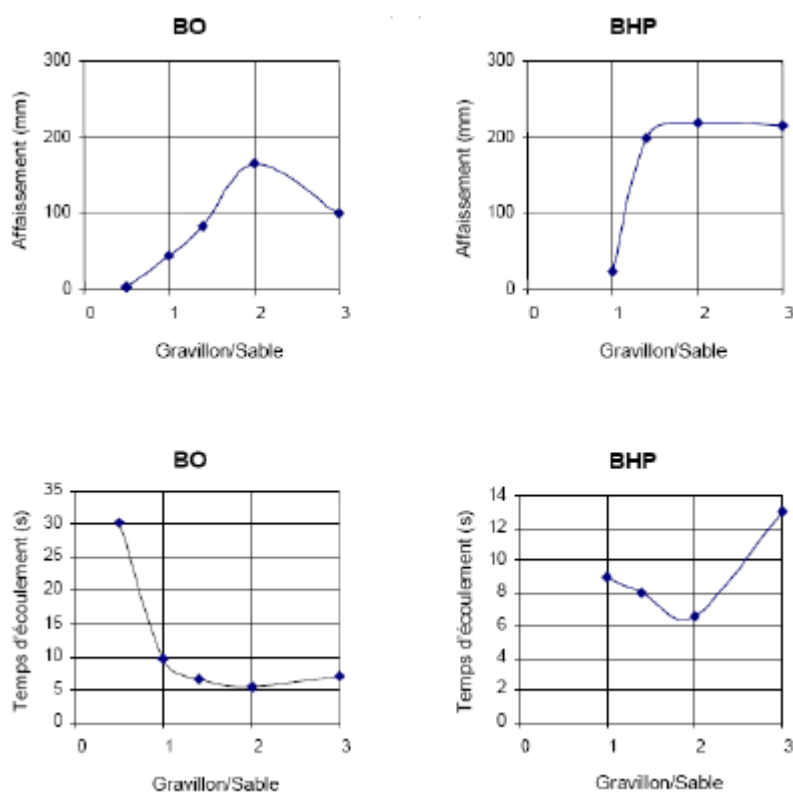 BO
300
200
100
0
0 1 2 3
Affaissement (mm)
Gravillon/Sable
BHP
300
200
100
0
0 1 2 3
Affaissement (mm)
Gravillon/Sable
BO
35
30
25
20
15
10
5
0
0 1 2 3
Temps d'écoulement (s)
Gravillon/Sable
BHP
14
12
10
8
6
4
2
0
0 1 2 3
Temps d'écoulement (s)
Gravillon/Sable